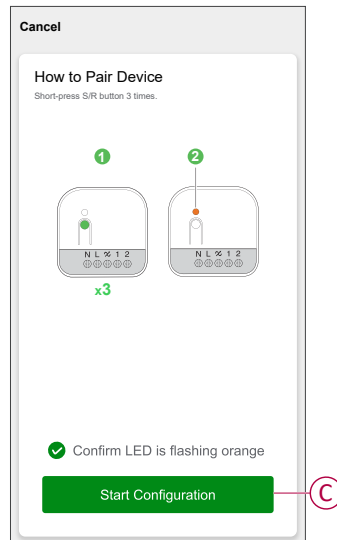 Cancel
How to Pair Device
Short-press S/R button 3 times.
1 2
N L 1 2 N L 1 2
x3
Confirm LED is flashing orange
Start Configuration
C